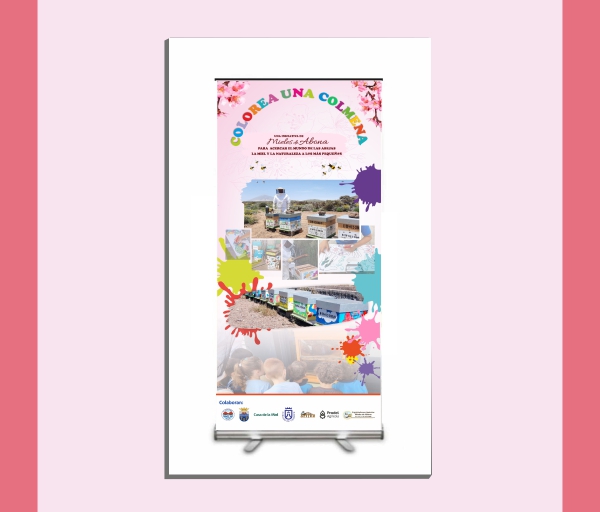 COLOREA UNA COLMENA
UNA INICIATIVA DE
Mieles de Abona
PARA ACERCAR EL MUNDO DE LAS ABEJAS
LA MIEL Y LA NATURALEZA A LOS MÁS PEQUEÑOS
Colaboran:
Casa de la Miel